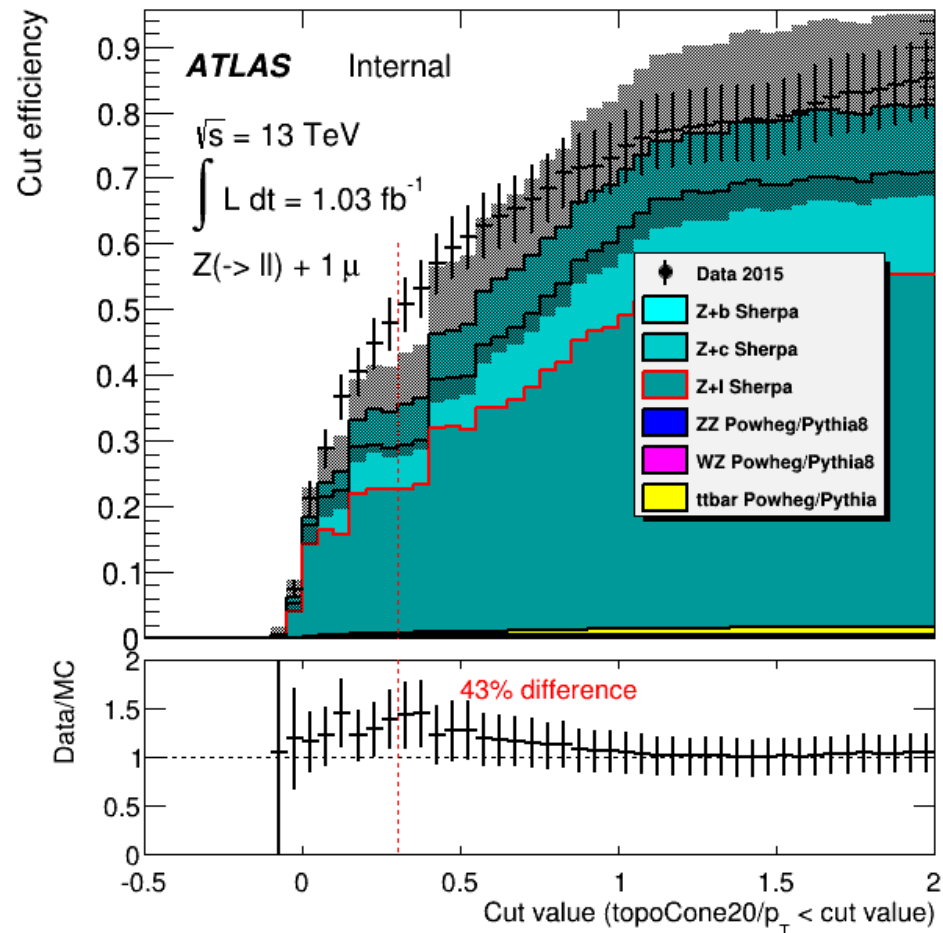 Cut efficiency
0.9
0.8
0.7
0.6
0.5
0.4
0.3
0.2
0.1
0
ATLAS Internal
√s = 13 TeV
∫ L dt = 1.03 fb⁻¹
Z(-> ll) + 1 μ
Data 2015
Z+b Sherpa
Z+c Sherpa
Z+l Sherpa
ZZ Powheg/Pythia8
WZ Powheg/Pythia8
ttbar Powheg/Pythia
Data/MC
2
1.5
1
0.5
0
43% difference
-0.5 0 0.5 1 1.5 2
Cut value (topoCone20/p_T < cut value)